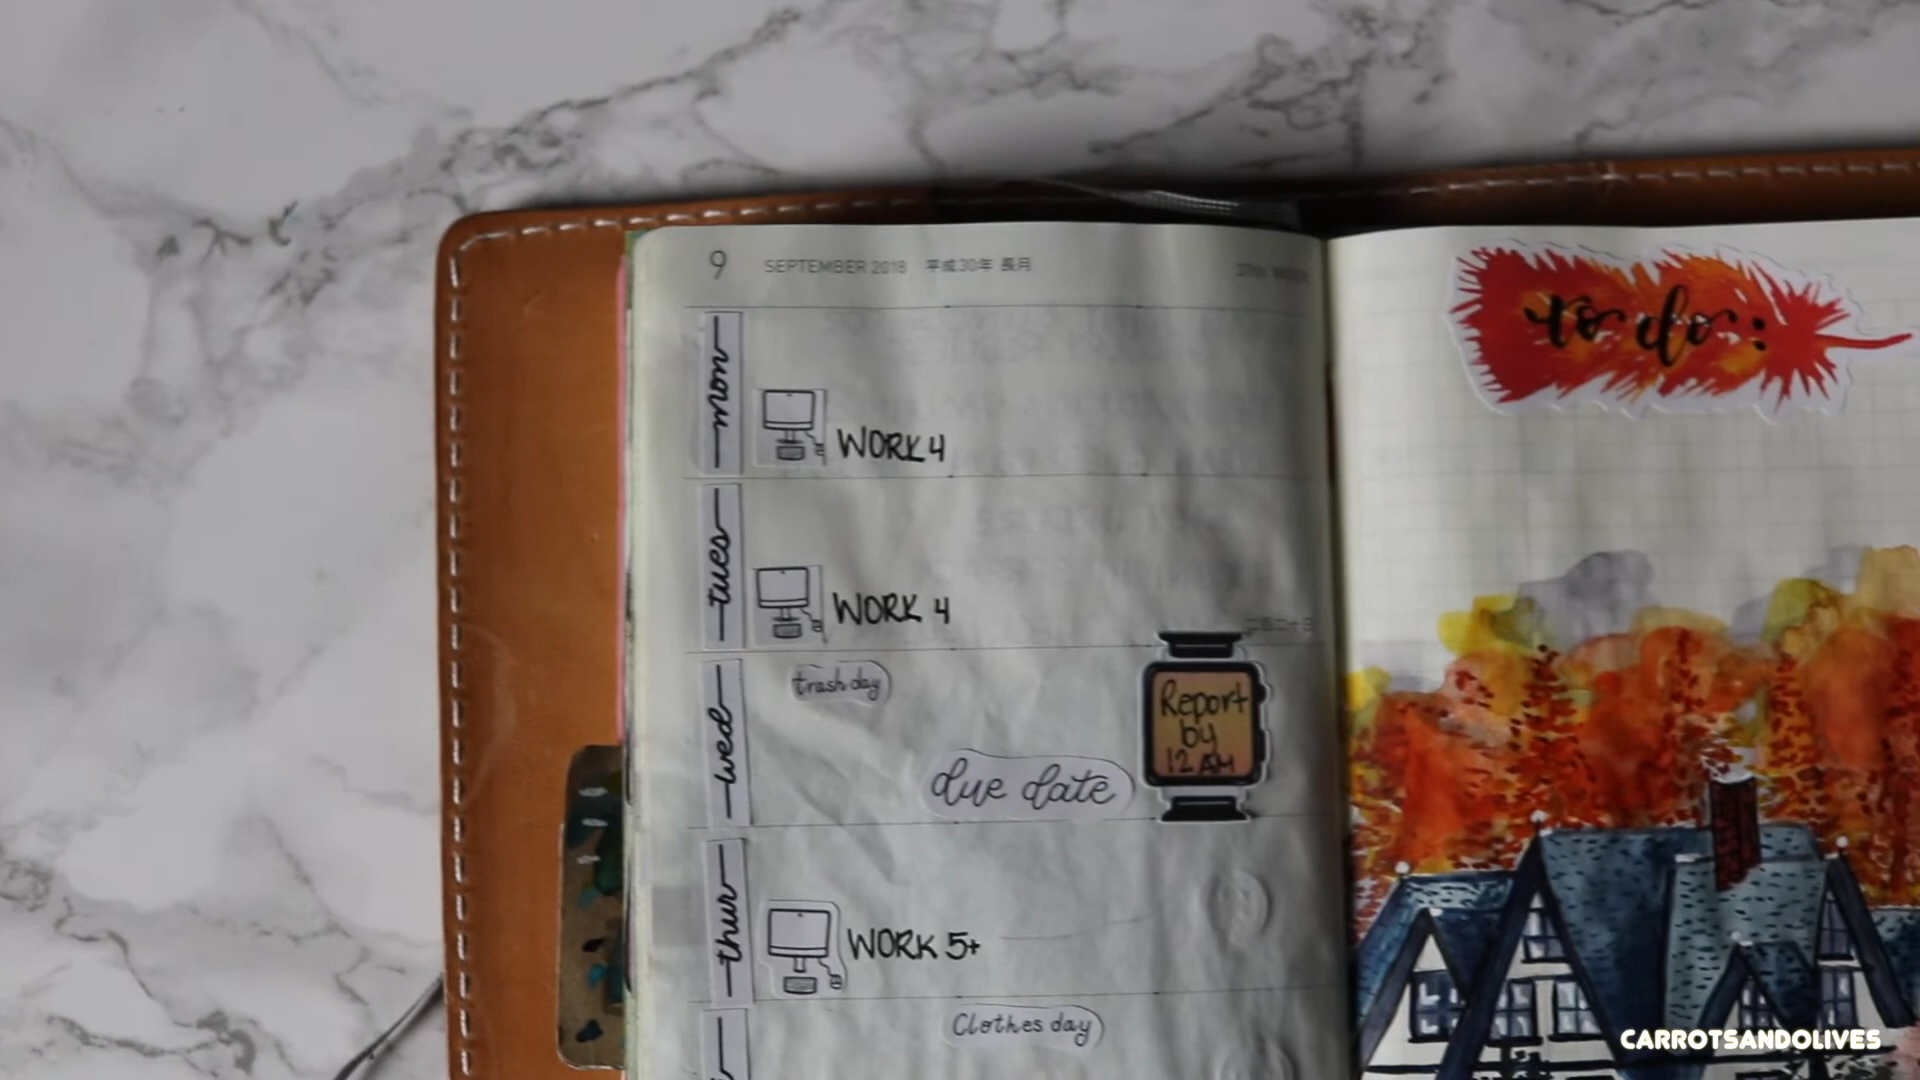 9 SEPTEMBER 2018 平成30年 長月
to do:
mon
WORK 4
tues
WORK 4
wed
trash day
Report
by
12 AM
due date
thur
WORK 5+
Clothes day
CARROTSANDOLIVES